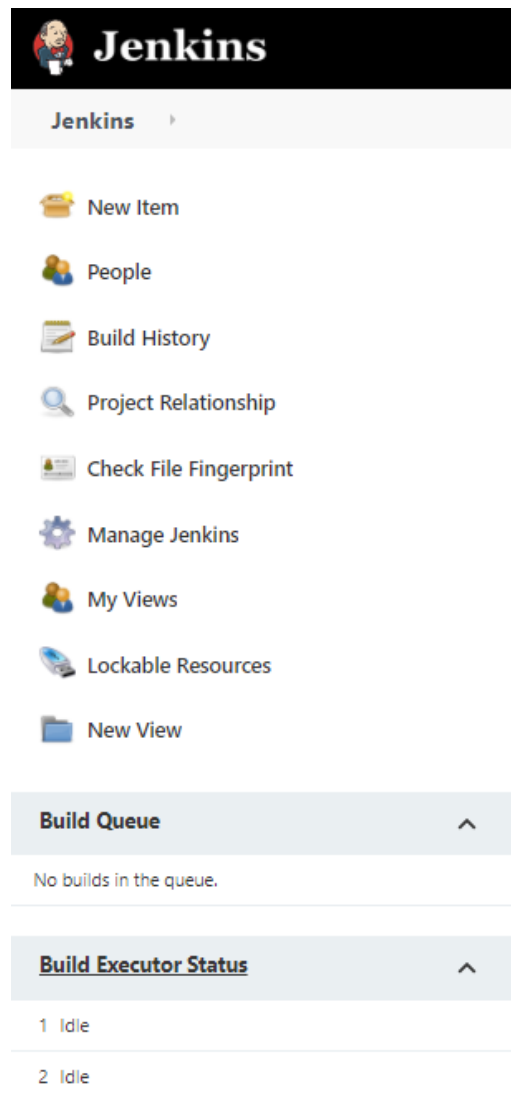 Jenkins
Jenkins
New Item
People
Build History
Project Relationship
Check File Fingerprint
Manage Jenkins
My Views
Lockable Resources
New View
Build Queue
No builds in the queue.
Build Executor Status
1 Idle
2 Idle